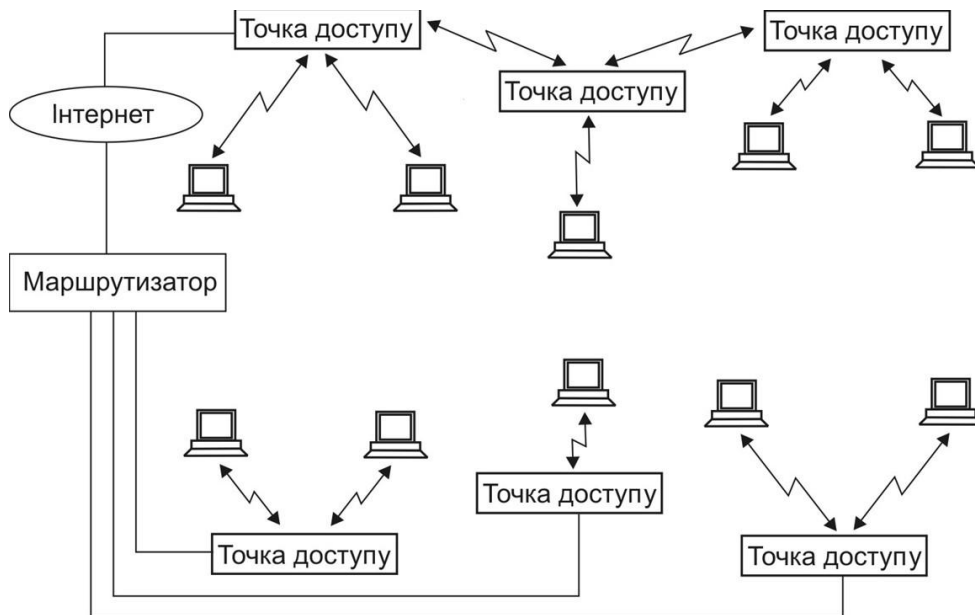 Точка доступу
Точка доступу
Точка доступу
Інтернет
Маршрутизатор
Точка доступу
Точка доступу
Точка доступу